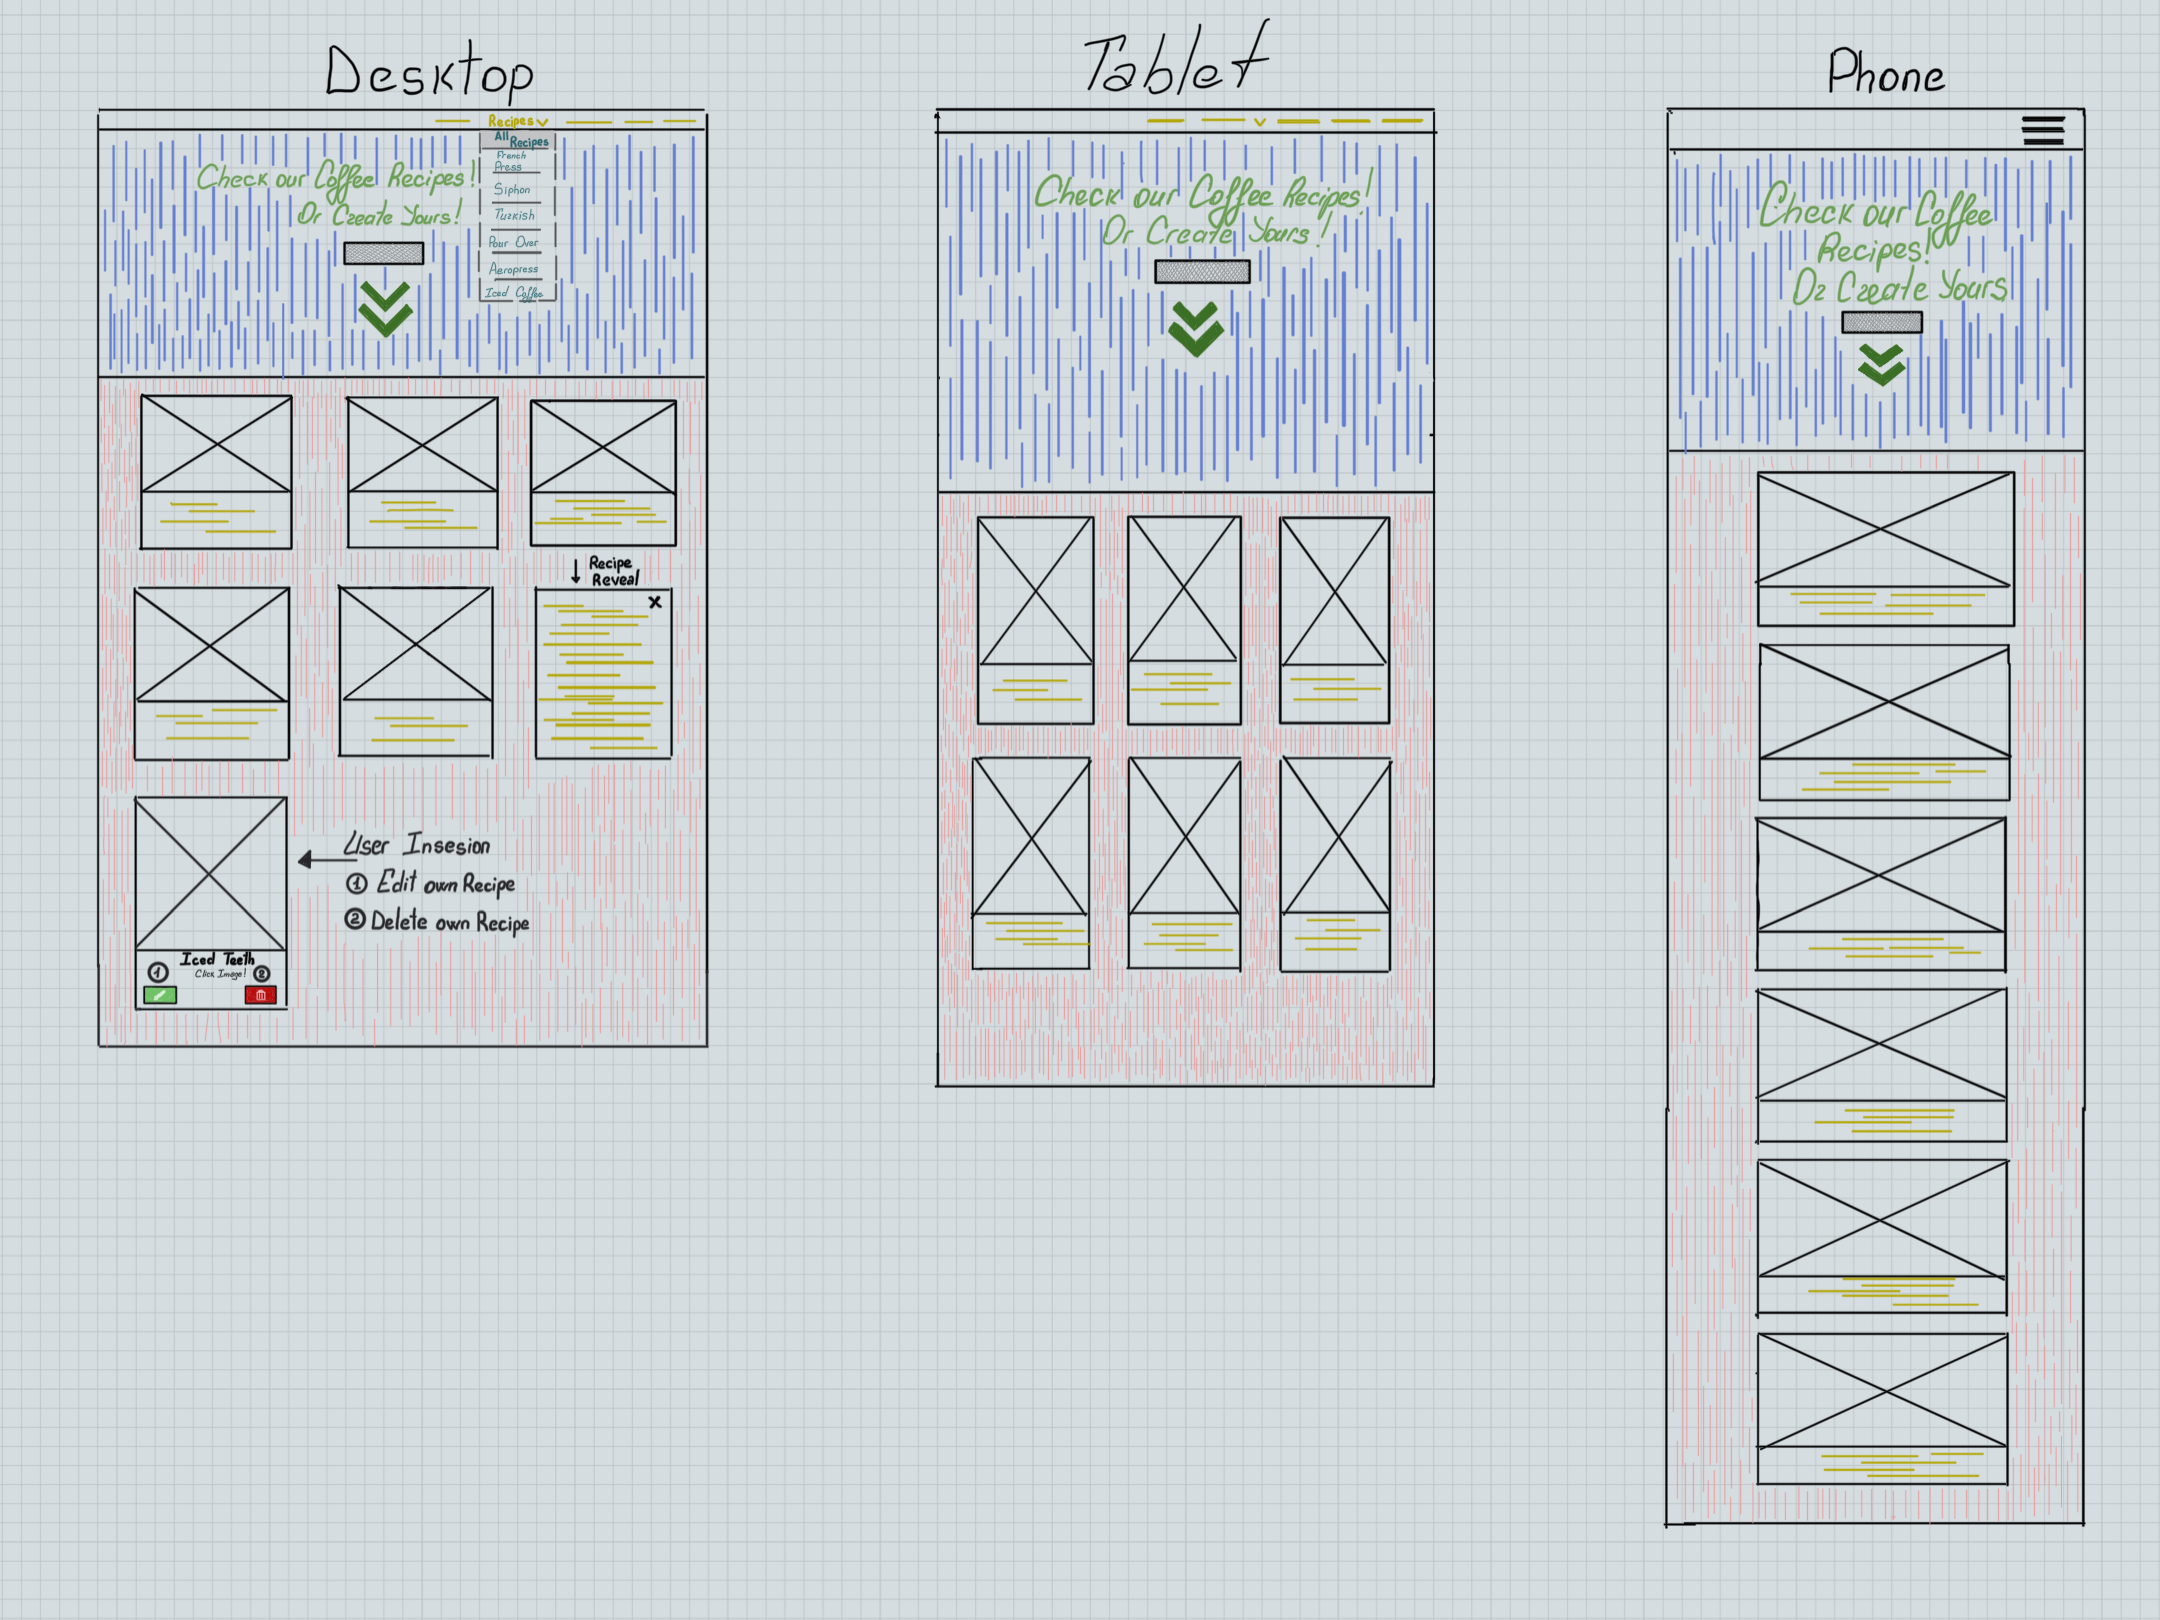 Desktop
Recipes
All Recipes
French
Press
Siphon
Turkish
Pour Over
Aeropress
Iced Coffee
Check our Coffee Recipes!
Or Create Yours!
Recipe
Reveal
X
User Insesion
1 Edit own Recipe
2 Delete own Recipe
Iced Teeth
Click Image!
1
2
Tablet
Check our Coffee Recipes!
Or Create Yours!
Phone
Check our Coffee
Recipes!
Or Create Yours